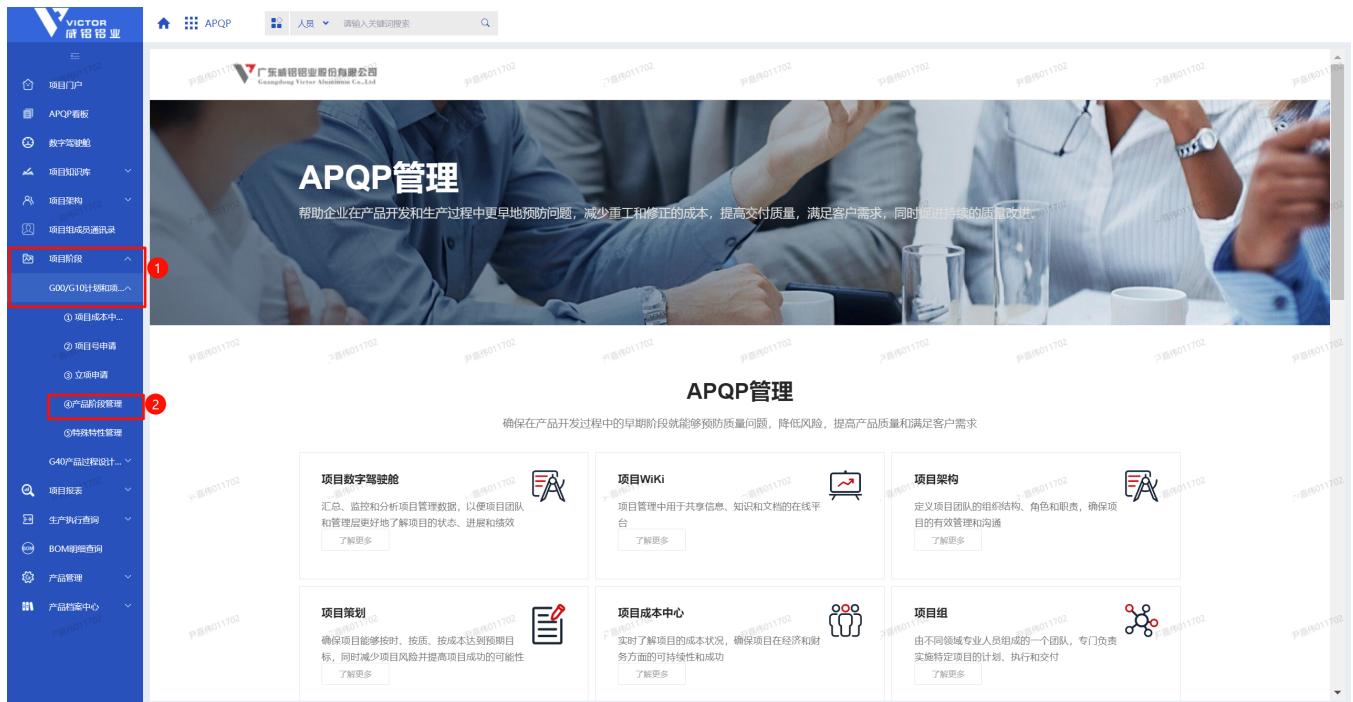 VICTOR
威铝铝业
APQP
人员
请输入关键词搜索
项目门户
APQP看板
数字驾驶舱
项目知识库
项目架构
项目组成员通讯录
项目阶段
1
G00/G10计划和项...
① 项目成本中...
② 项目号申请
③ 立项申请
④产品阶段管理
2
⑤特殊特性管理
G40产品过程设计...
项目报表
生产执行查询
BOM明细查询
产品管理
产品档案中心
广东威铝铝业股份有限公司
Guangdong Victor Aluminum Co.,Ltd
APQP管理
帮助企业在产品开发和生产过程中更早地预防问题，减少重工和修正的成本，提高交付质量，满足客户需求，同时促进持续的质量改进。
APQP管理
确保在产品开发过程中的早期阶段就能够预防质量问题，降低风险，提高产品质量和满足客户需求
项目数字驾驶舱
汇总、监控和分析项目管理数据，以便项目团队
和管理层更好地了解项目的状态、进展和绩效
了解更多
项目WiKi
项目管理中用于共享信息、知识和文档的在线平
台
了解更多
项目架构
定义项目团队的组织结构、角色和职责，确保项
目的有效管理和沟通
了解更多
项目策划
确保项目能够按时、按质、按成本达到预期目
标，同时减少项目风险并提高项目成功的可能性
了解更多
项目成本中心
实时了解项目的成本状况，确保项目在经济和财
务方面的可持续性和成功
了解更多
项目组
由不同领域专业人员组成的一个团队，专门负责
实施特定项目的计划、执行和交付
了解更多